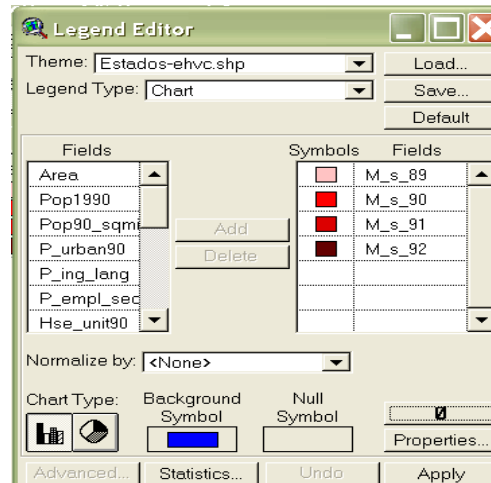 Legend Editor
Theme: Estados-ehvc.shp
Load...
Legend Type: Chart
Save...
Default
Fields
Symbols Fields
Area
M_s_89
Pop1990
M_s_90
Pop90_sqmi
Add
M_s_91
P_urban90
Delete
M_s_92
P_ing_lang
P_empl_sec
Hse_unit90
Normalize by: <None>
Chart Type:
Background Symbol
Null Symbol
Properties...
Advanced...
Statistics...
Undo
Apply